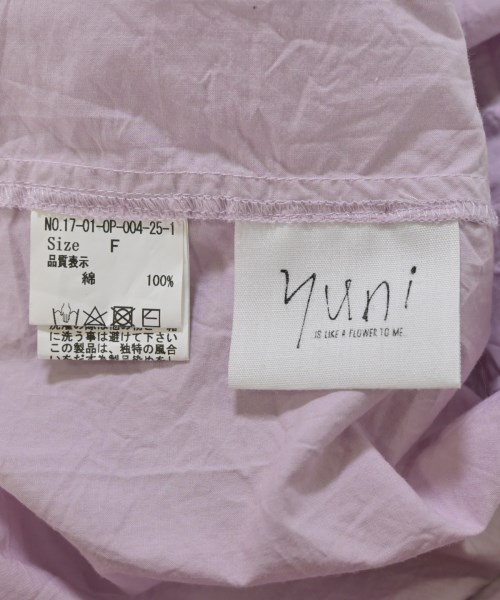 NO.17-01-OP-004-25-1
Size F
品質表示
綿 100%
に洗う事は避けて下さい
この製品は、独特の風合
yuni
IS LIKE A FLOWER TO ME.